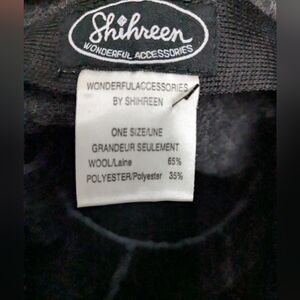 Shihreen
WONDERFUL ACCESSORIES
WONDERFULACCESSORIES
BY SHIHREEN
ONE SIZE/UNE
GRANDEUR SEULEMENT
WOOL/Laine 65%
POLYESTER/Polyester 35%